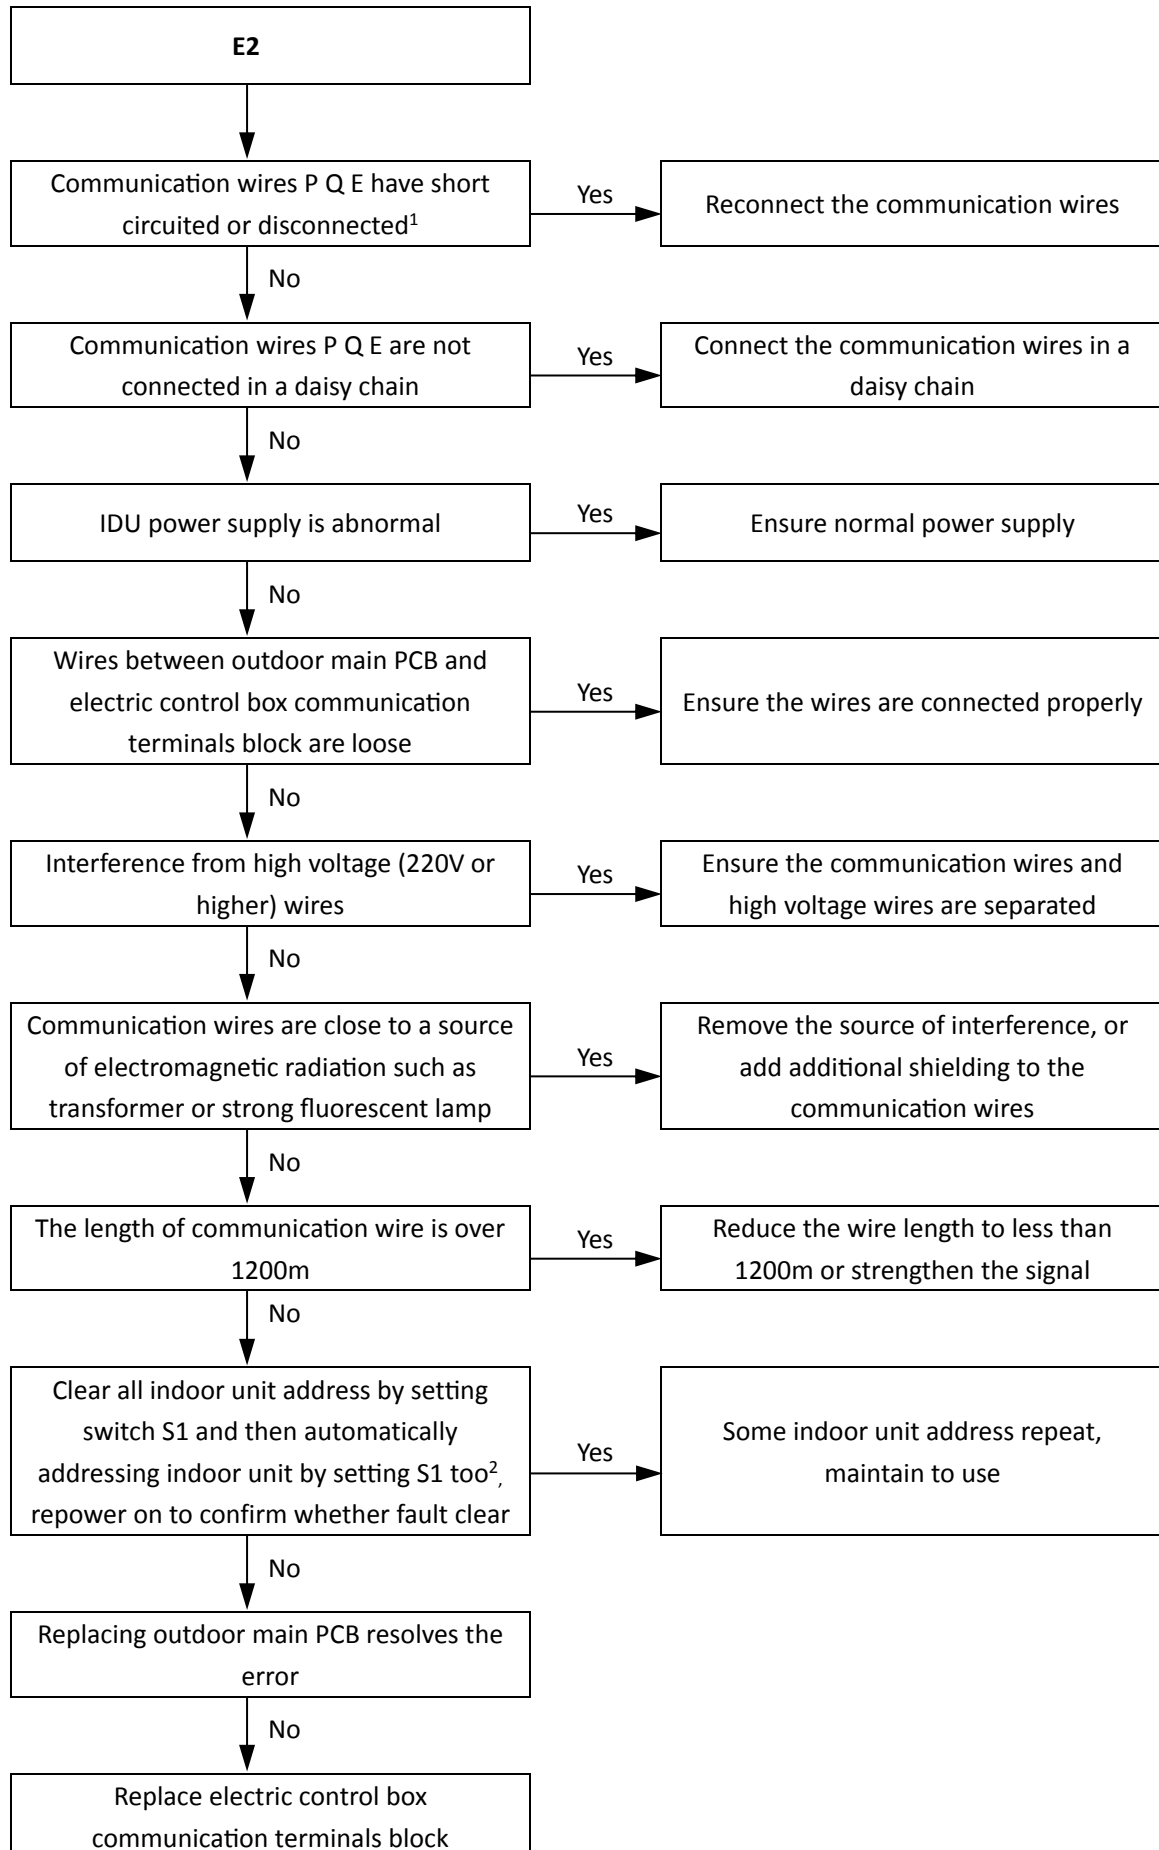 E2
Communication wires P Q E have short
circuited or disconnected1
Yes
Reconnect the communication wires
No
Communication wires P Q E are not
connected in a daisy chain
Yes
Connect the communication wires in a
daisy chain
No
IDU power supply is abnormal
Yes
Ensure normal power supply
No
Wires between outdoor main PCB and
electric control box communication
terminals block are loose
Yes
Ensure the wires are connected properly
No
Interference from high voltage (220V or
higher) wires
Yes
Ensure the communication wires and
high voltage wires are separated
No
Communication wires are close to a source
of electromagnetic radiation such as
transformer or strong fluorescent lamp
Yes
Remove the source of interference, or
add additional shielding to the
communication wires
No
The length of communication wire is over
1200m
Yes
Reduce the wire length to less than
1200m or strengthen the signal
No
Clear all indoor unit address by setting
switch S1 and then automatically
addressing indoor unit by setting S1 too2,
repower on to confirm whether fault clear
Yes
Some indoor unit address repeat,
maintain to use
No
Replacing outdoor main PCB resolves the
error
No
Replace electric control box
communication terminals block